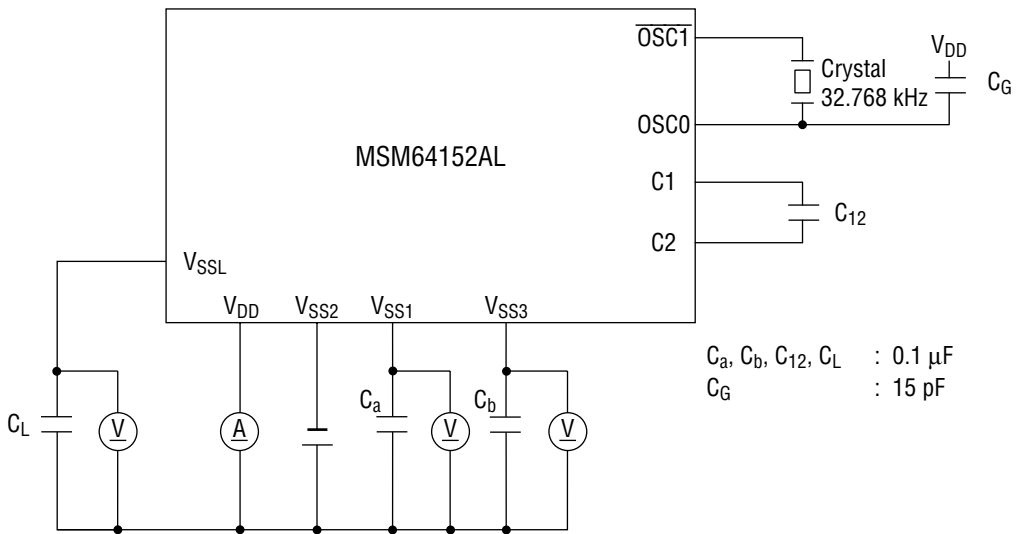 OSC1
VDD
Crystal
32.768 kHz
CG
OSC0
MSM64152AL
C1
C12
C2
VSSL
VDD
VSS2
VSS1
VSS3
Ca, Cb, C12, CL : 0.1 μF
CG : 15 pF
CL
V
A
Ca
V
Cb
V